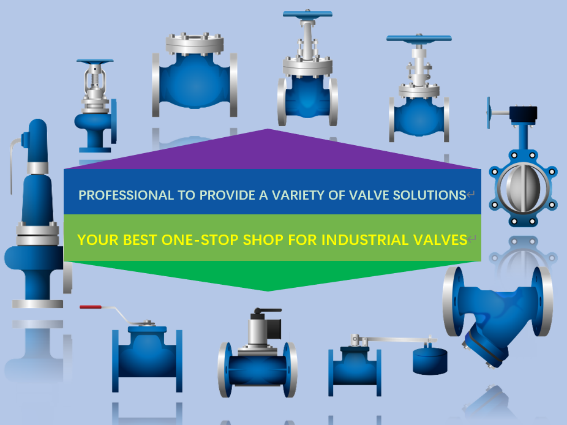 PROFESSIONAL TO PROVIDE A VARIETY OF VALVE SOLUTIONS
YOUR BEST ONE-STOP SHOP FOR INDUSTRIAL VALVES